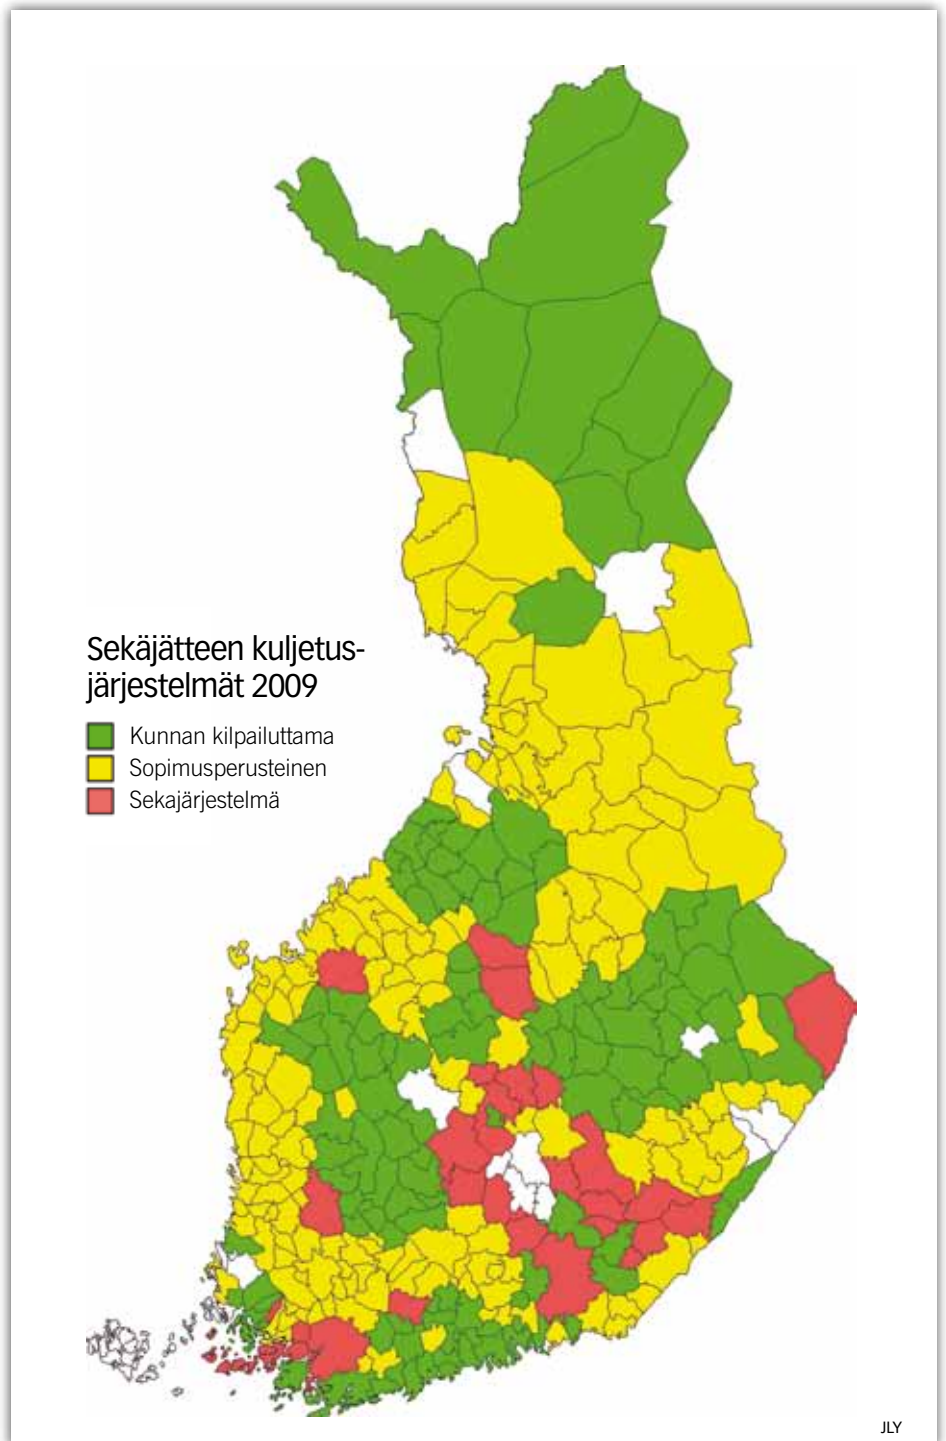 Sekäjätteen kuljetus-
järjestelmät 2009
Kunnan kilpailuttama
Sopimusperusteinen
Sekajärjestelmä
JLY